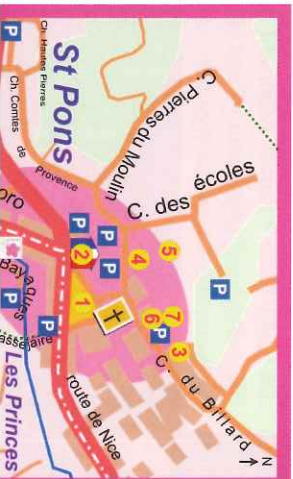 St Pons
Ch. Hautes Pierres
Ch. Comtes de Provence
C. Pierres du Moulin
C. des écoles
P
P
P
P
P
P
P
P
1
2
3
4
5
6
7
C. du Billard
N
route de Nice
Les Princes